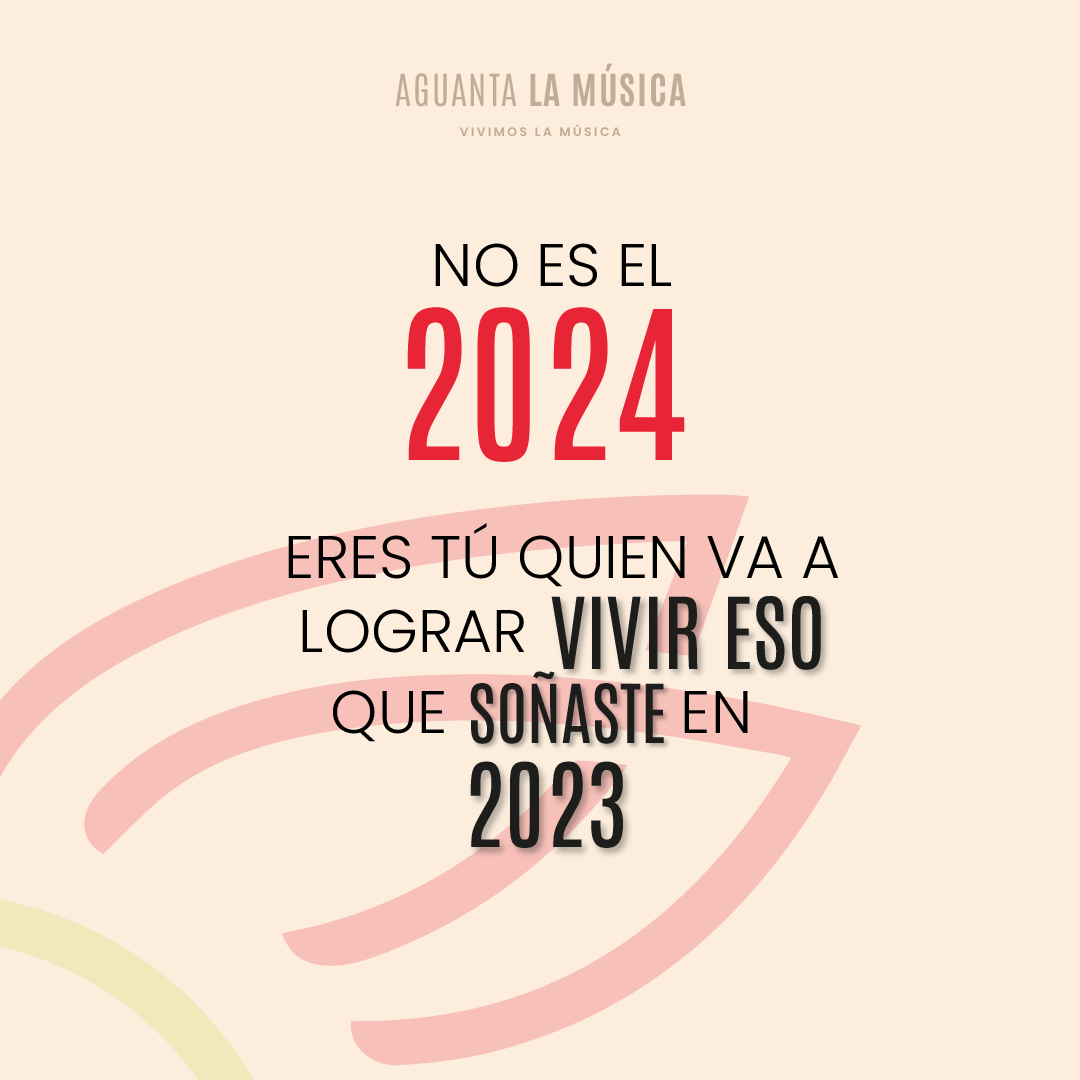 AGUANTA LA MÚSICA
VIVIMOS LA MÚSICA
NO ES EL
2024
ERES TÚ QUIEN VA A
LOGRAR VIVIR ESO
QUE SOÑASTE EN
2023